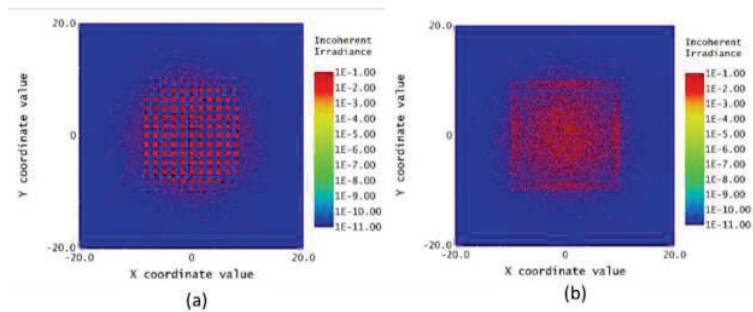 20.0
Y coordinate value
0
-20.0
-20.0
0
20.0
X coordinate value
Incoherent
Irradiance
1E-1.00
1E-2.00
1E-3.00
1E-4.00
1E-5.00
1E-6.00
1E-7.00
1E-8.00
1E-9.00
1E-10.00
1E-11.00
(a)
20.0
Y coordinate value
0
-20.0
-20.0
0
20.0
X coordinate value
Incoherent
Irradiance
1E-1.00
1E-2.00
1E-3.00
1E-4.00
1E-5.00
1E-6.00
1E-7.00
1E-8.00
1E-9.00
1E-10.00
1E-11.00
(b)